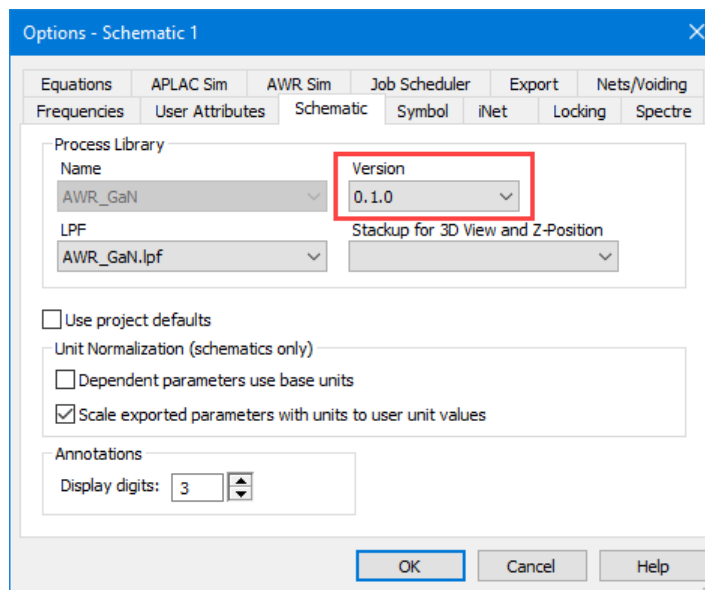 Options - Schematic 1
Equations APLAC Sim AWR Sim Job Scheduler Export Nets/Voiding
Frequencies User Attributes Schematic Symbol iNet Locking Spectre
Process Library
Name Version
AWR_GaN 0.1.0
LPF Stackup for 3D View and Z-Position
AWR_GaN.lpf
Use project defaults
Unit Normalization (schematics only)
Dependent parameters use base units
Scale exported parameters with units to user unit values
Annotations
Display digits: 3
OK Cancel Help